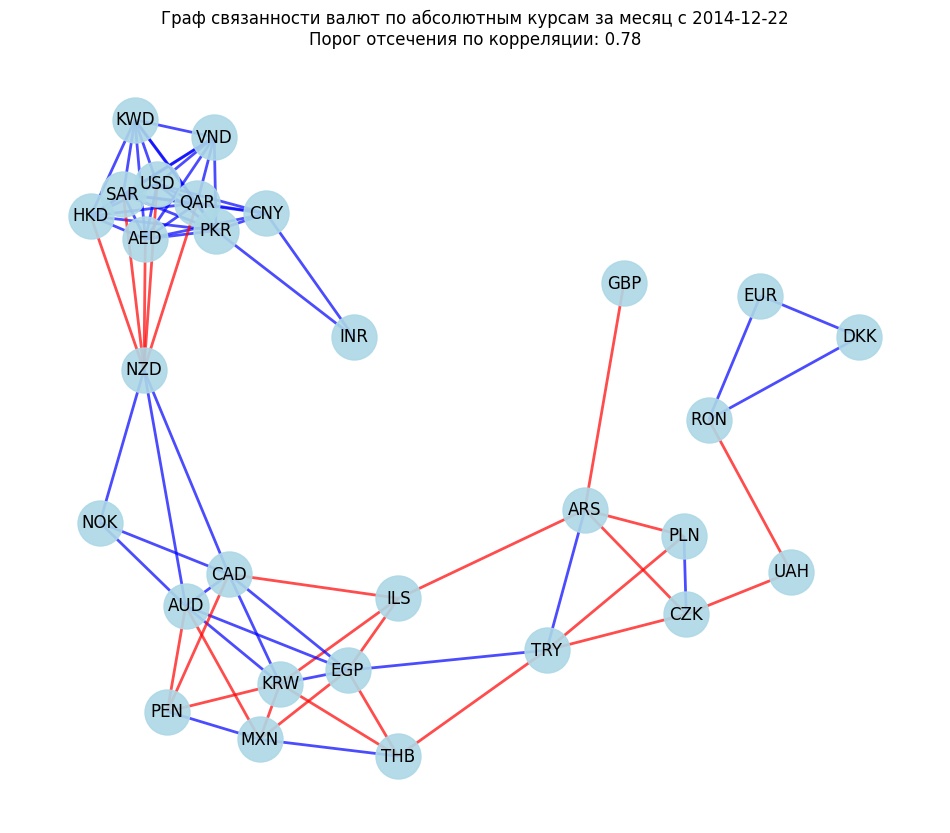 Граф связанности валют по абсолютным курсам за месяц с 2014-12-22
Порог отсечения по корреляции: 0.78
KWD
VND
USD
SAR
QAR
HKD
CNY
PKR
AED
GBP
EUR
INR
DKK
NZD
RON
ARS
NOK
PLN
CAD
UAH
ILS
AUD
CZK
TRY
EGP
KRW
PEN
MXN
THB